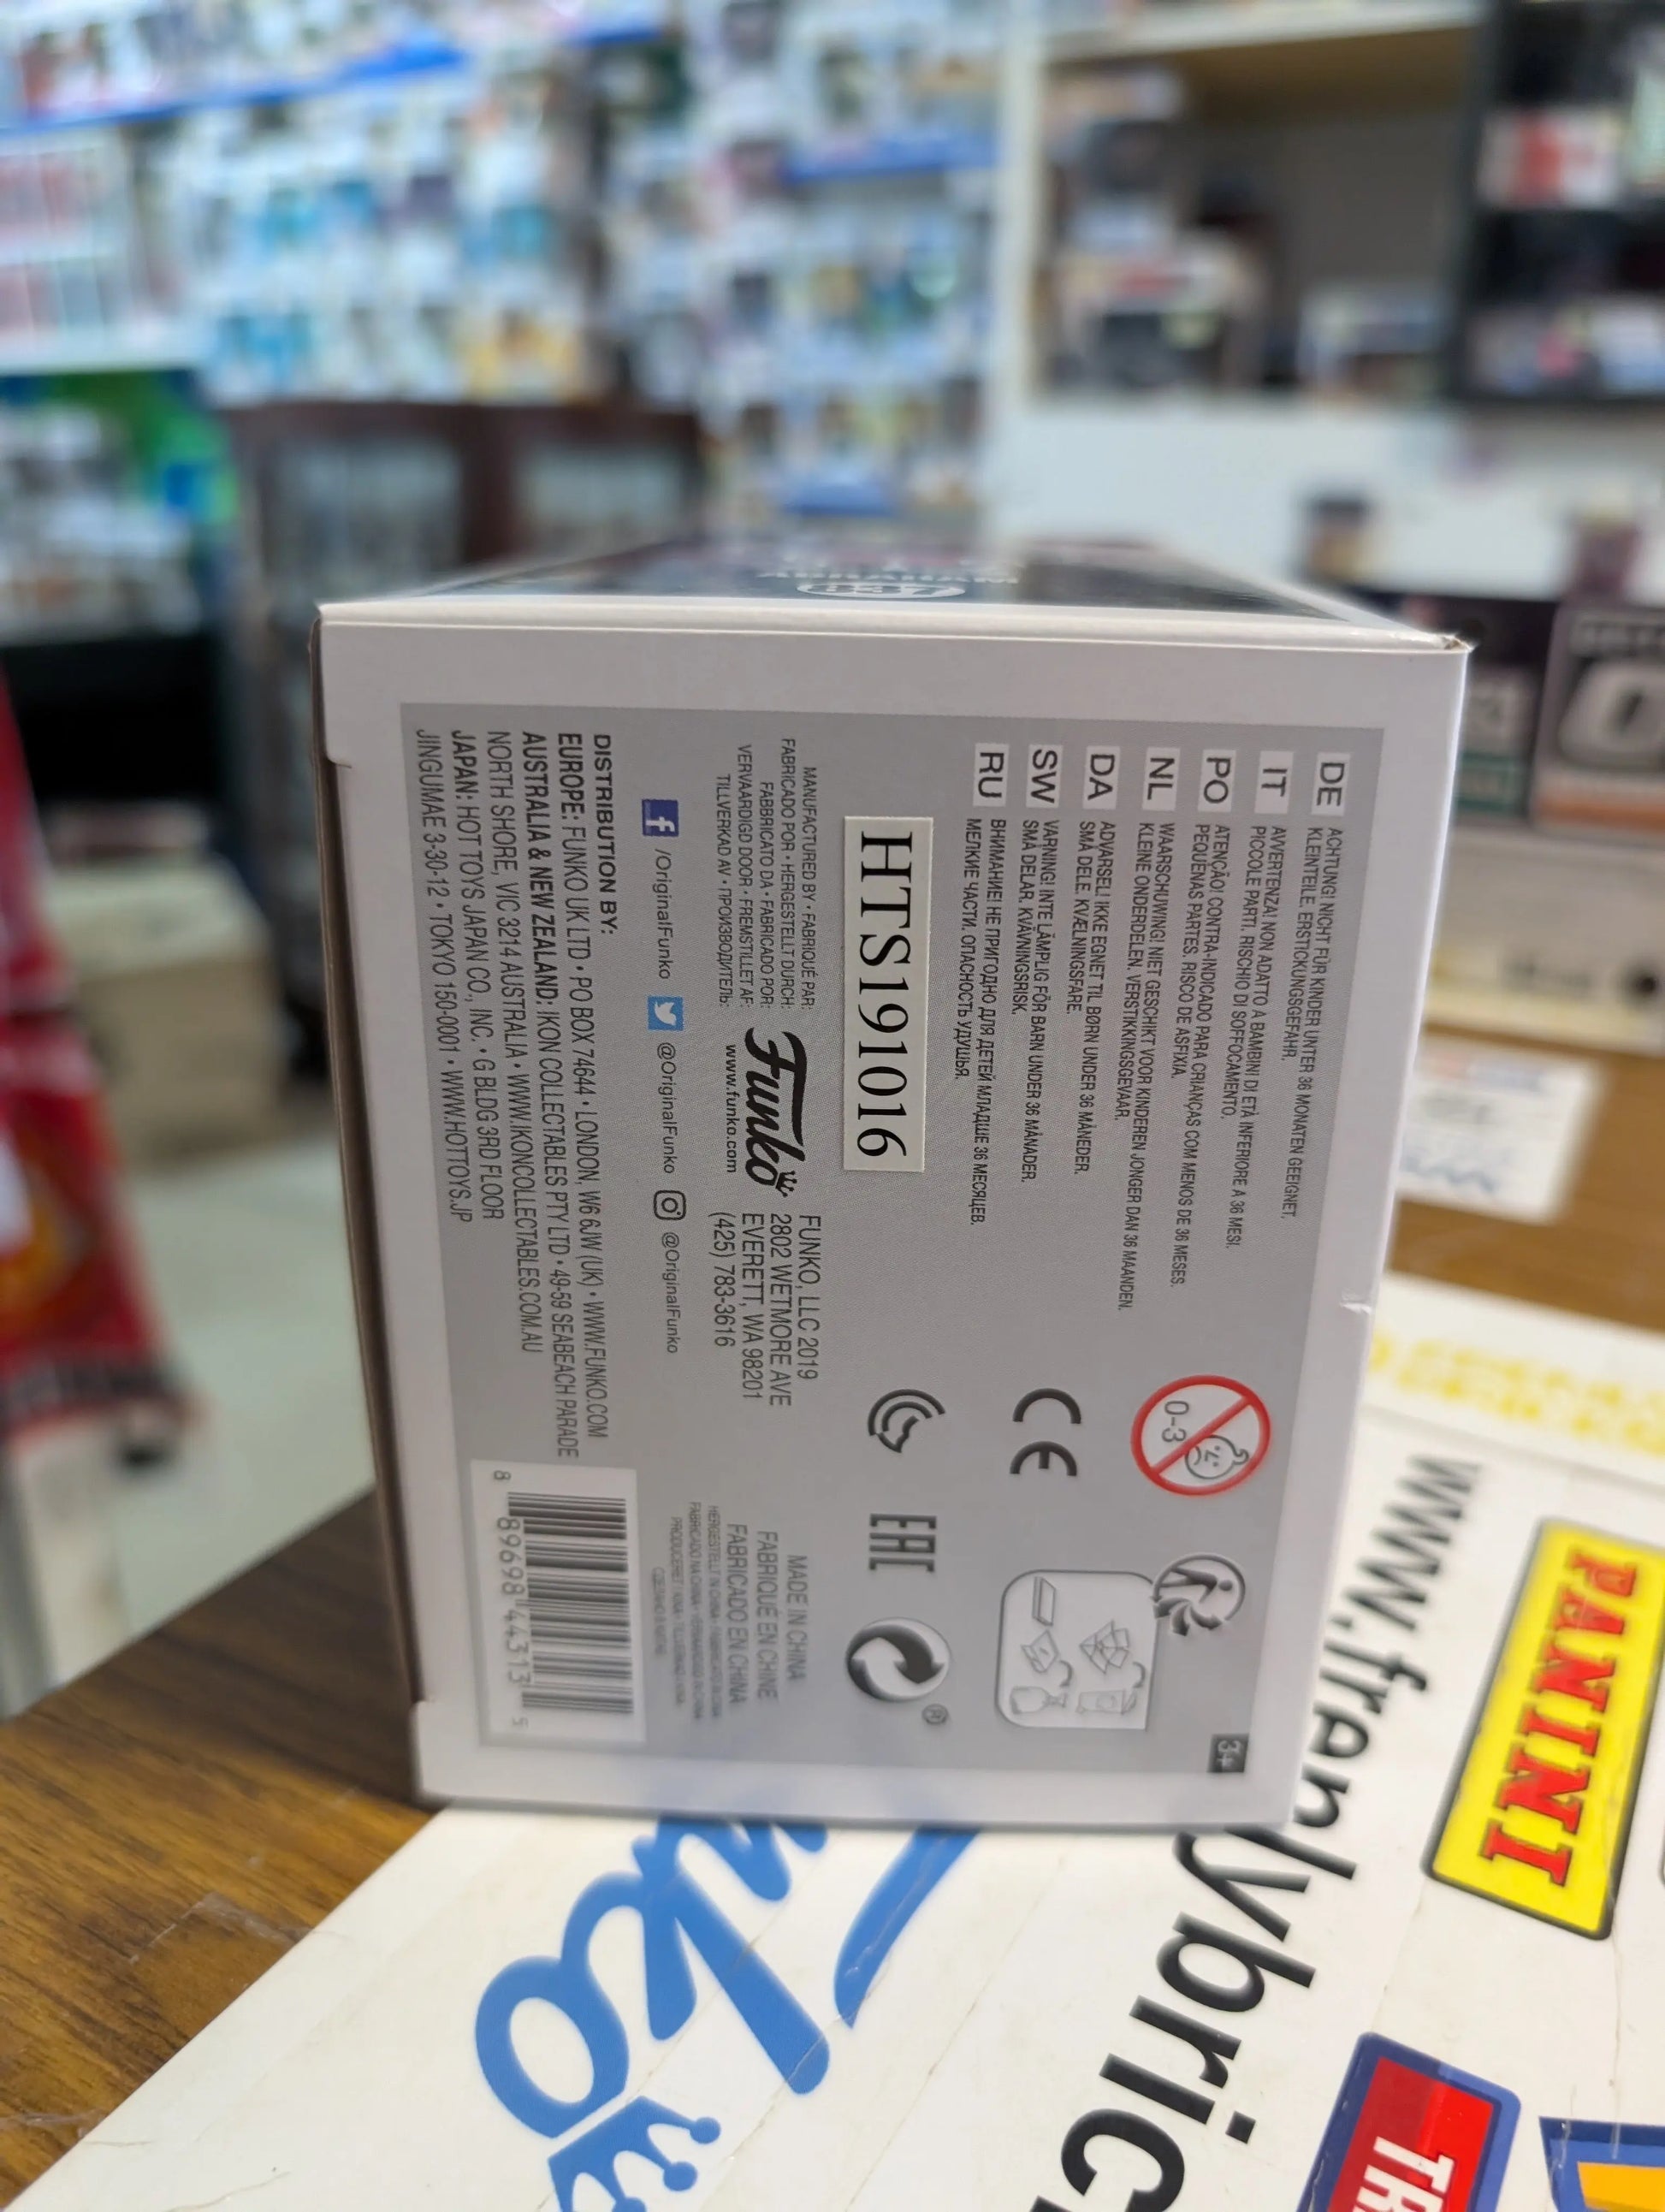 DE ACHTUNG! NICHT FÜR KINDER UNTER 36 MONATEN GEEIGNET.
KLEINTEILE. ERSTICKUNGSGEFAHR.
IT AVVERTENZA! NON ADATTO A BAMBINI DI ETÀ INFERIORE A 36 MESI.
PICCOLE PARTI. RISCHIO DI SOFFOCAMENTO.
PO ATENÇÃO! CONTRA-INDICADO PARA CRIANÇAS COM MENOS DE 36 MESES.
PEQUENAS PARTES. RISCO DE ASFIXIA.
NL WAARSCHUWING! NIET GESCHIKT VOOR KINDEREN JONGER DAN 36 MAANDEN.
KLEINE ONDERDELEN. VERSTIKKINGSGEVAAR.
DA ADVARSEL! IKKE EGNET TIL BØRN UNDER 36 MÅNEDER.
SMÅ DELE. KVÆLNINGSFARE.
SW VARNING! INTE LÄMPLIG FÖR BARN UNDER 36 MÅNADER.
SMÅ DELAR. KVÄVNINGSRISK.
RU ВНИМАНИЕ! НЕ ПРИГОДНО ДЛЯ ДЕТЕЙ МЛАДШЕ 36 МЕСЯЦЕВ.
МЕЛКИЕ ЧАСТИ. ОПАСНОСТЬ УДУШЬЯ.
0-3
3+
CE
EAC
HTS191016
MANUFACTURED BY • FABRIQUÉ PAR:
FABRICADO POR • HERGESTELLT DURCH:
FABBRICATO DA • FABRICADO POR:
VERVAARDIGD DOOR • FREMSTILLET AF:
TILLVERKAD AV • ПРОИЗВОДИТЕЛЬ:
Funko
www.funko.com
FUNKO, LLC 2019
2802 WETMORE AVE
EVERETT, WA 98201
(425) 783-3616
MADE IN CHINA
FABRIQUÉ EN CHINE
FABRICADO EN CHINA
/OriginalFunko @OriginalFunko @OriginalFunko
DISTRIBUTION BY:
EUROPE: FUNKO UK LTD • PO BOX 74644 • LONDON, W6 6JW (UK) • WWW.FUNKO.COM
AUSTRALIA & NEW ZEALAND: IKON COLLECTABLES PTY LTD • 49-59 SEABEACH PARADE
NORTH SHORE, VIC 3214 AUSTRALIA • WWW.IKONCOLLECTABLES.COM.AU
JAPAN: HOT TOYS JAPAN CO., INC. • G BLDG 3RD FLOOR
JINGUMAE 3-30-12 • TOKYO 150-0001 • WWW.HOTTOYS.JP
8 89698 44313 5
PANINI
www.franlybric